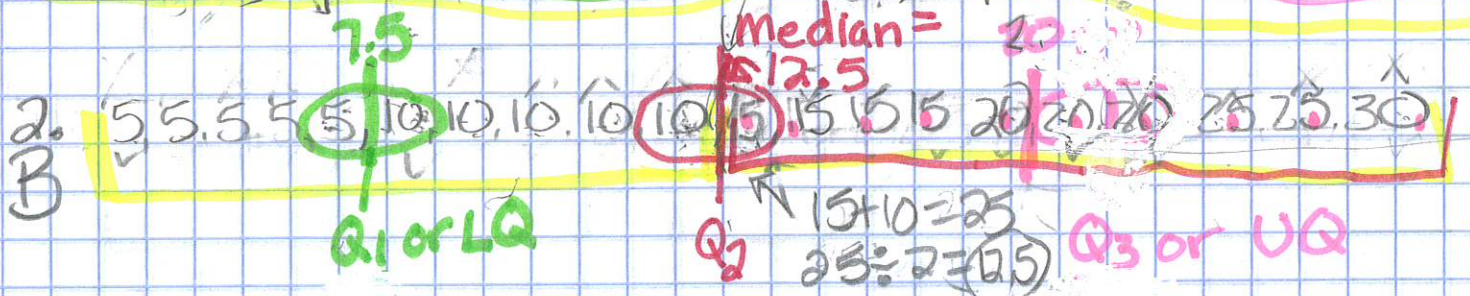 7.5 Median = 20
12.5
2. 5, 5, 5, 5, 5, 10, 10, 10, 10, 10, 15, 15, 15, 15, 20, 20, 20, 25, 25, 30
B
15+10=25
Q1 or LQ Q2 25÷2=12.5 Q3 or UQ